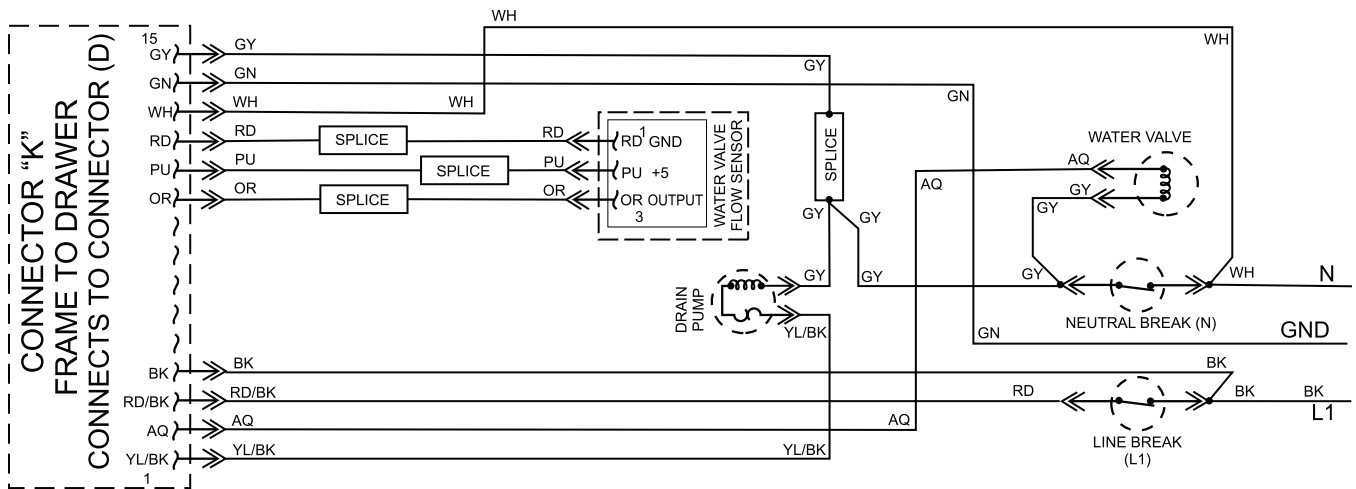 CONNECTOR “K”
FRAME TO DRAWER
CONNECTS TO CONNECTOR (D)
15
GY
GN
WH
RD
PU
OR
BK
RD/BK
AQ
YL/BK
1
GY
GN
WH
RD
PU
OR
BK
RD/BK
AQ
YL/BK
WH
WH
WH
GY
GN
SPLICE
SPLICE
SPLICE
RD
PU
OR
1
RD GND
PU +5
OR OUTPUT
3
WATER VALVE
FLOW SENSOR
SPLICE
GY
GY
GY
GY
DRAIN
PUMP
YL/BK
YL/BK
AQ
AQ
WATER VALVE
AQ
GY
GY
GY
WH
N
NEUTRAL BREAK (N)
GN
GND
BK
RD
BK
BK
L1
LINE BREAK
(L1)